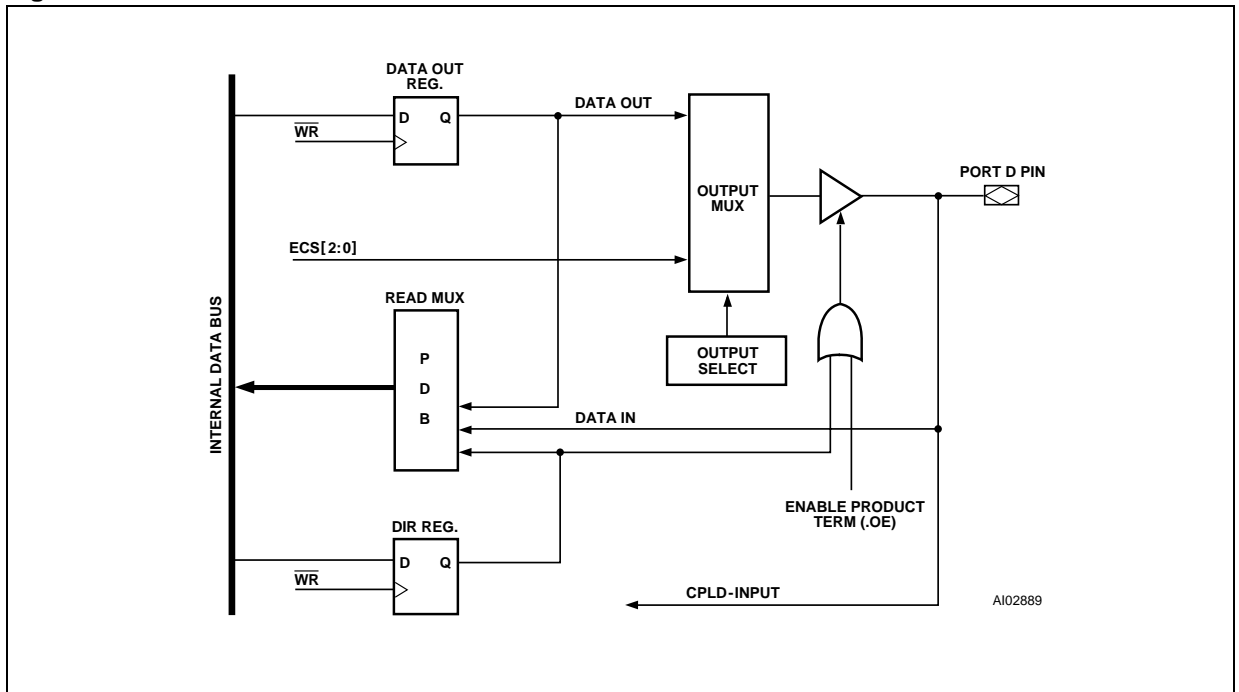 DATA OUT
REG.
D Q
WR
DATA OUT
OUTPUT
MUX
PORT D PIN
ECS[2:0]
READ MUX
P
D
B
OUTPUT
SELECT
INTERNAL DATA BUS
DATA IN
ENABLE PRODUCT
TERM (.OE)
DIR REG.
D Q
WR
CPLD-INPUT
AI02889